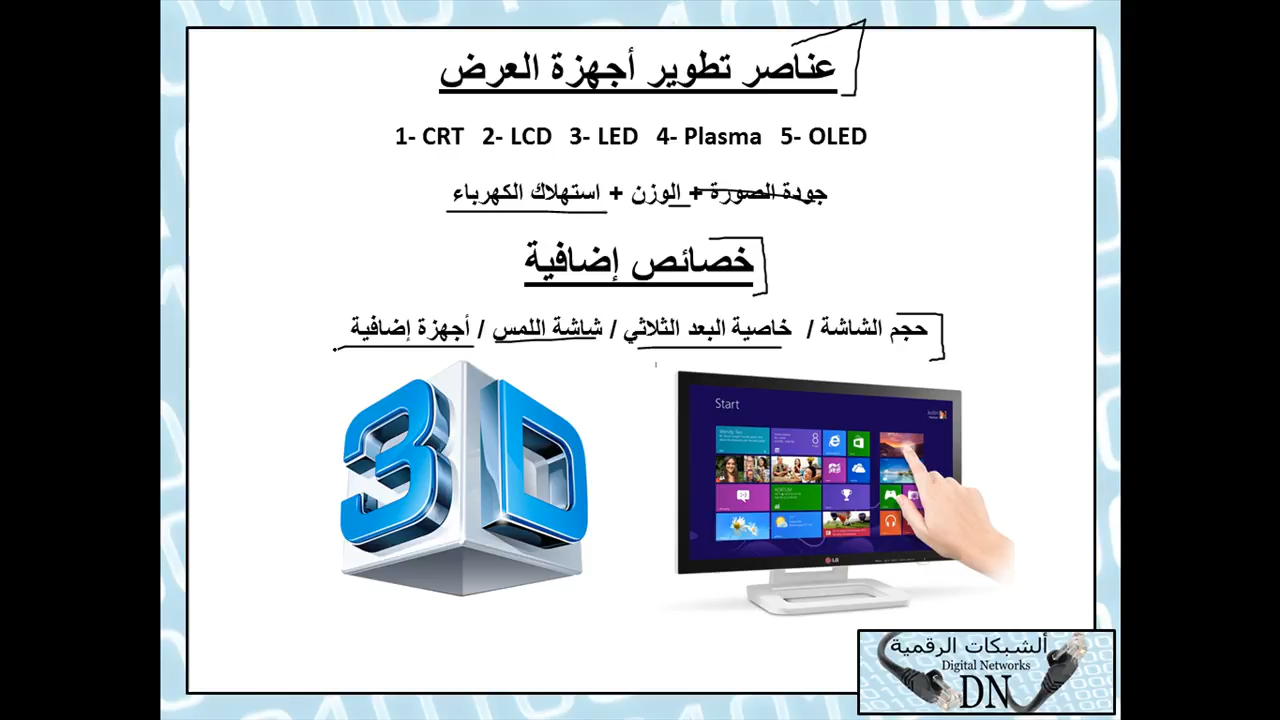 عناصر تطوير أجهزة العرض
1- CRT 2- LCD 3- LED 4- Plasma 5- OLED
جودة الصورة + الوزن + استهلاك الكهرباء
خصائص إضافية
حجم الشاشة / خاصية البعد الثلاثي / شاشة اللمس / أجهزة إضافية
3D
Start
LG
ألشبكات الرقمية
Digital Networks
DN